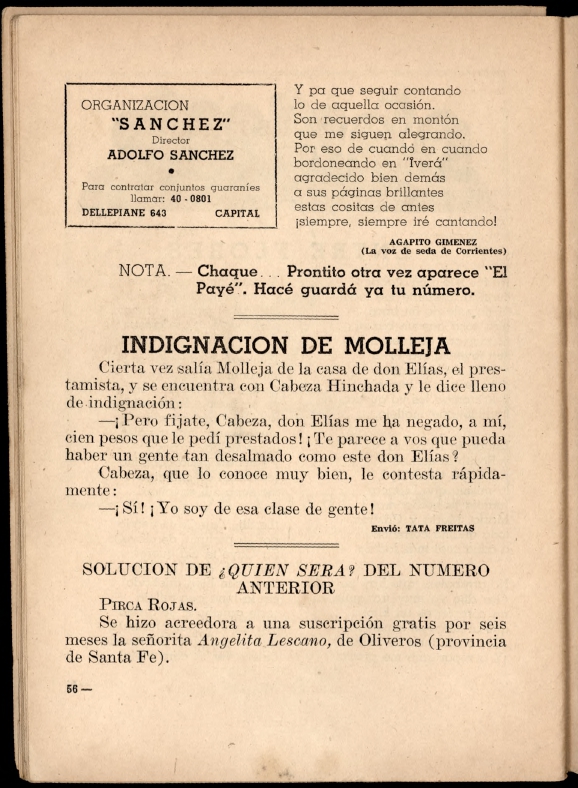 ORGANIZACION
"SANCHEZ"
Director
ADOLFO SANCHEZ
Para contratar conjuntos guaraníes
llamar: 40 - 0801
DELLEPIANE 643 CAPITAL
Y pa que seguir contando
lo de aquella ocasión.
Son recuerdos en montón
que me siguen alegrando.
Por eso de cuando en cuando
bordoneando en "Iverá"
agradecido bien demás
a sus páginas brillantes
estas cositas de antes
¡siempre, siempre iré cantando!
AGAPITO GIMENEZ
(La voz de seda de Corrientes)
NOTA. — Chaque... Prontito otra vez aparece "El
Payé". Hacé guardá ya tu número.
INDIGNACION DE MOLLEJA
Cierta vez salía Molleja de la casa de don Elías, el pres-
tamista, y se encuentra con Cabeza Hinchada y le dice lleno
de indignación:
—¡Pero fijate, Cabeza, don Elías me ha negado, a mí,
cien pesos que le pedí prestados! ¡Te parece a vos que pueda
haber un gente tan desalmado como este don Elías?
Cabeza, que lo conoce muy bien, le contesta rápida-
mente:
—¡Sí! ¡Yo soy de esa clase de gente!
Envió: TATA FREITAS
SOLUCION DE ¿QUIEN SERA? DEL NUMERO
ANTERIOR
PIRCA ROJAS.
Se hizo acreedora a una suscripción gratis por seis
meses la señorita Angelita Lescano, de Oliveros (provincia
de Santa Fe).
56 —